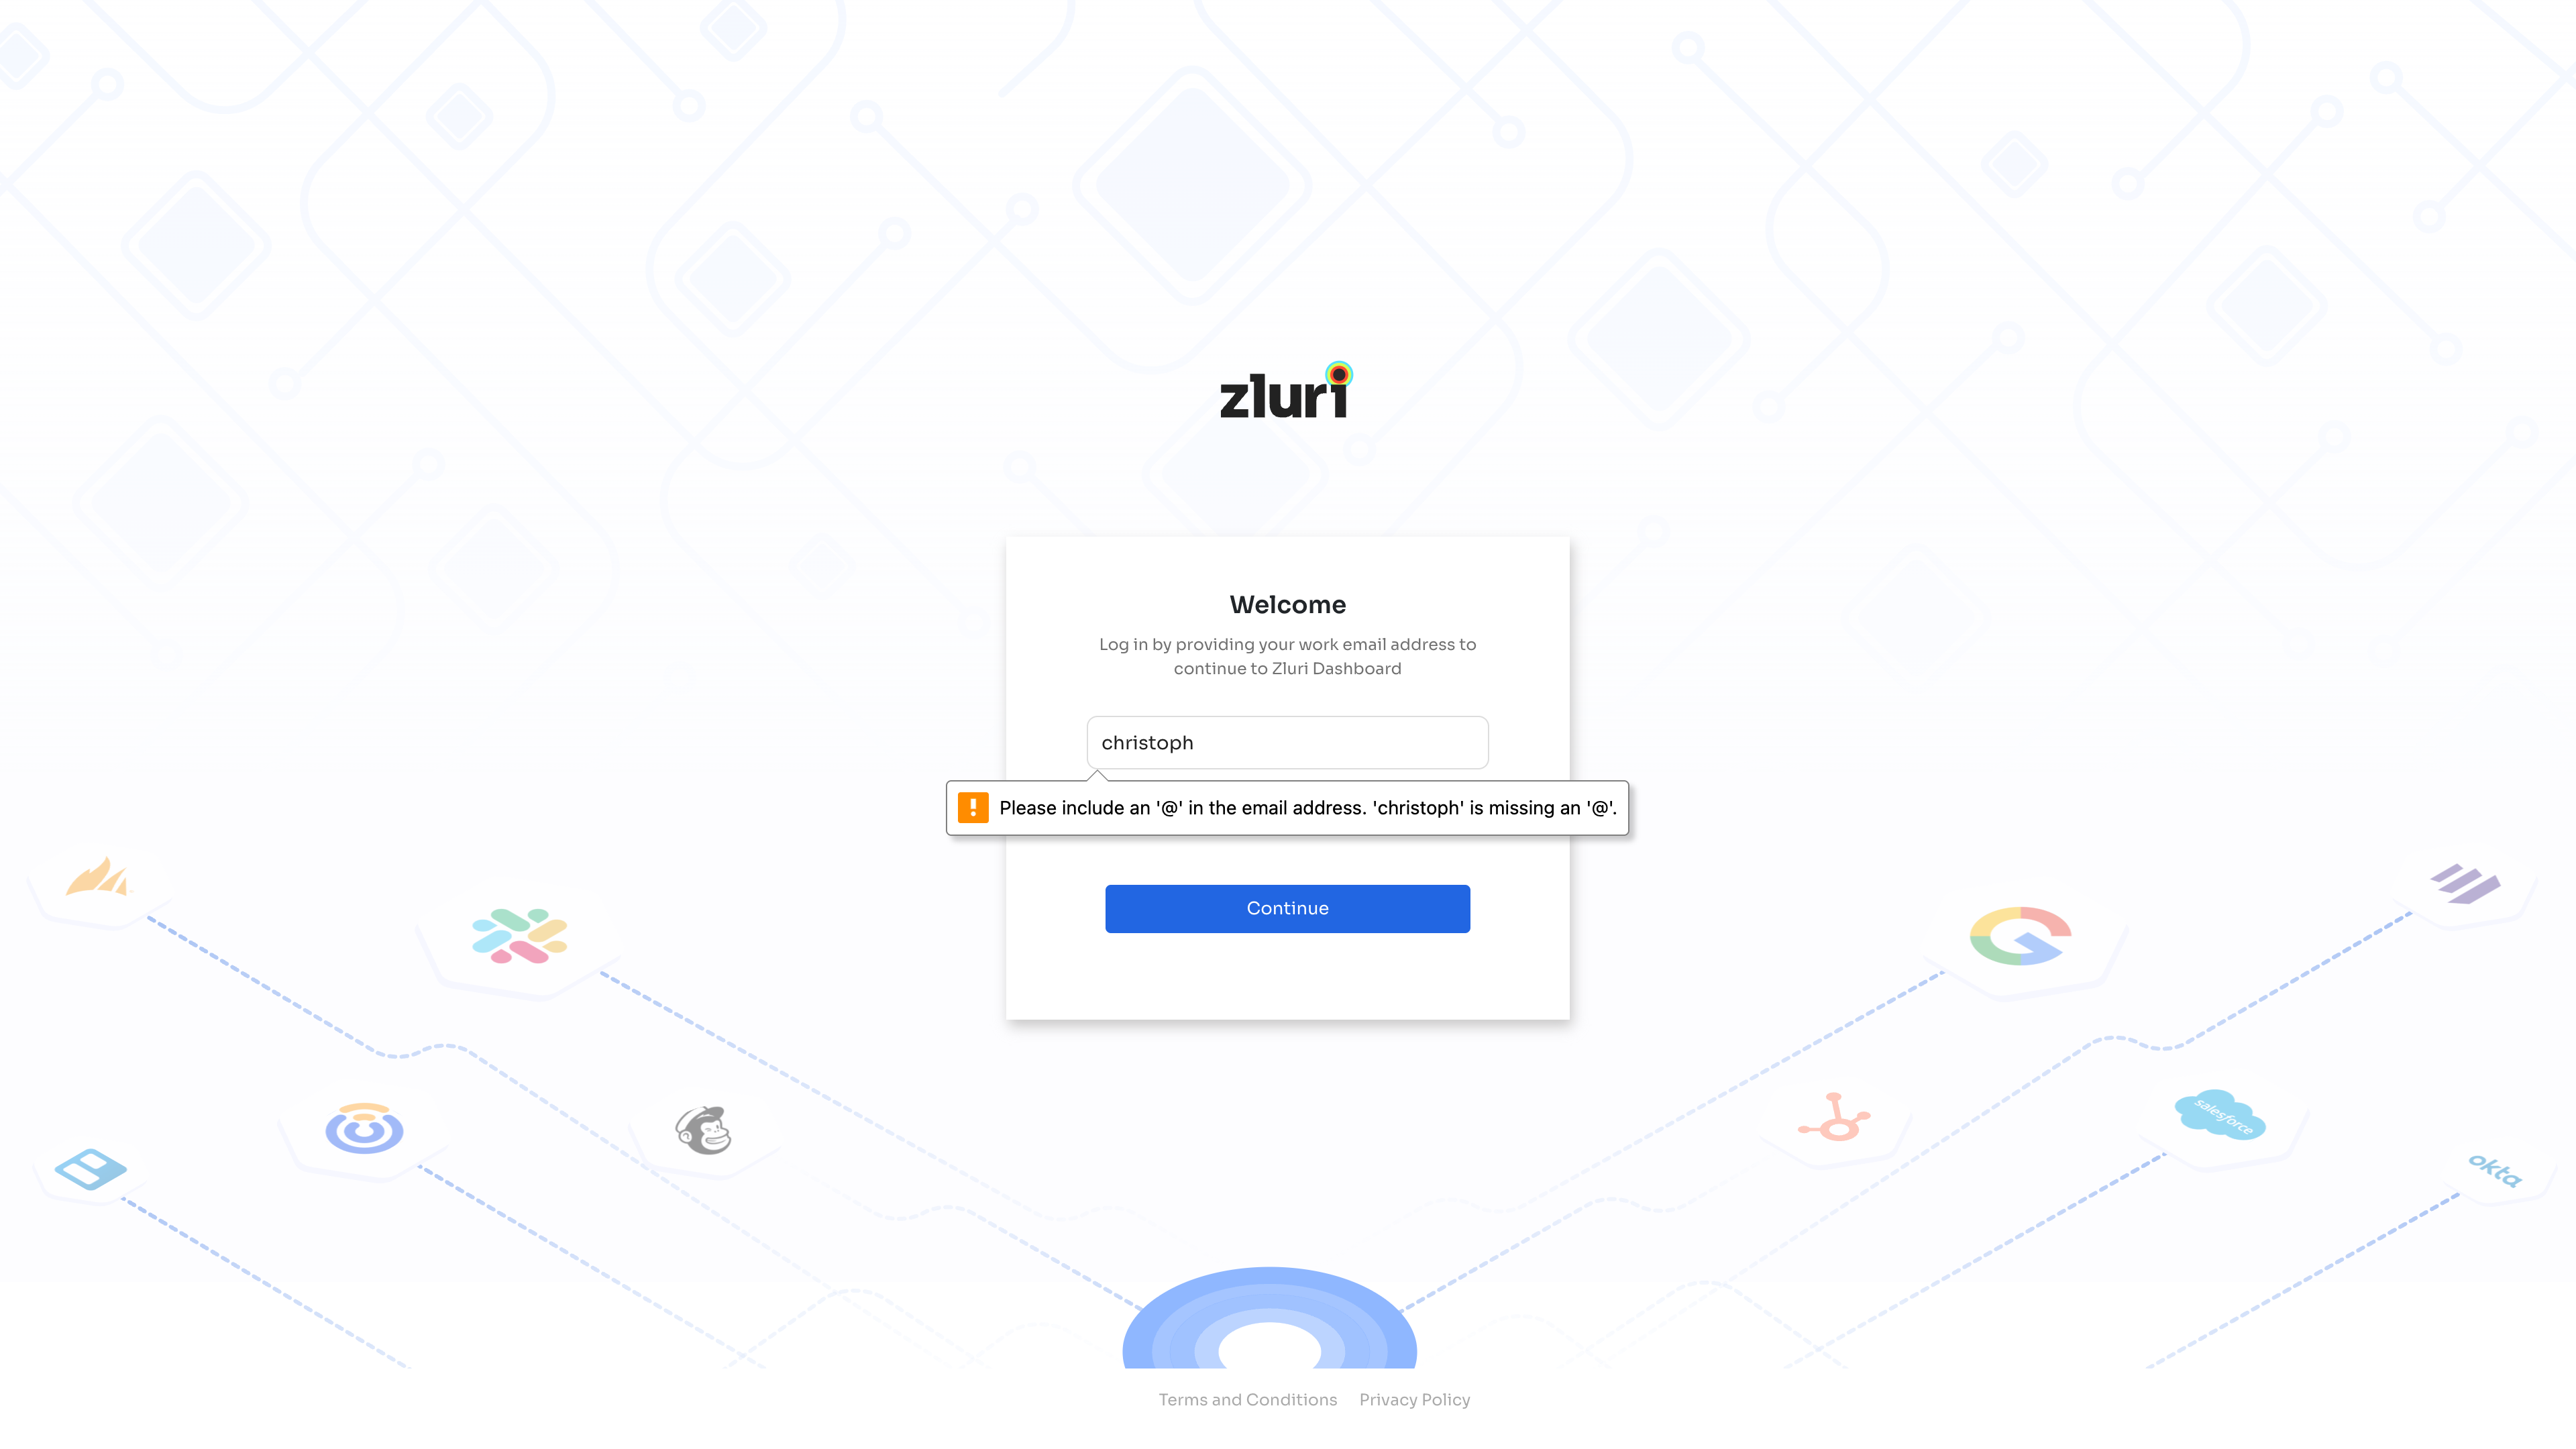 zluri
Welcome
Log in by providing your work email address to
continue to Zluri Dashboard
christoph
Please include an '@' in the email address. 'christoph' is missing an '@'.
Continue
salesforce
okta
Terms and Conditions Privacy Policy